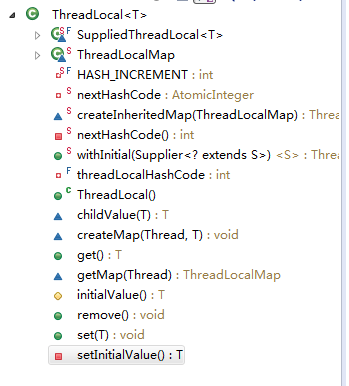 ThreadLocal<T>
SuppliedThreadLocal<T>
ThreadLocalMap
HASH_INCREMENT : int
nextHashCode : AtomicInteger
createInheritedMap(ThreadLocalMap) : Threa
nextHashCode() : int
withInitial(Supplier<? extends S>) <S> : Thre
threadLocalHashCode : int
ThreadLocal()
childValue(T) : T
createMap(Thread, T) : void
get() : T
getMap(Thread) : ThreadLocalMap
initialValue() : T
remove() : void
set(T) : void
setInitialValue() : T